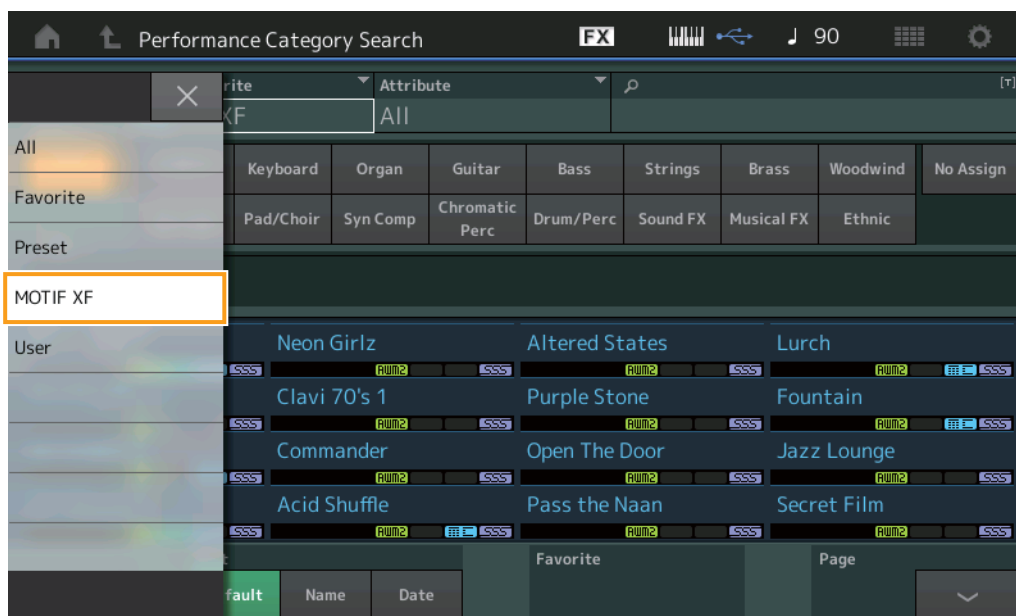 Performance Category Search FX 90
rite Attribute [T]
XF All
All
Favorite
Preset
MOTIF XF
User
Keyboard Organ Guitar Bass Strings Brass Woodwind No Assign
Pad/Choir Syn Comp Chromatic Perc Drum/Perc Sound FX Musical FX Ethnic
Neon Girlz Altered States Lurch
SSS AWM2 SSS AWM2 SSS AWM2 SSS
Clavi 70's 1 Purple Stone Fountain
SSS AWM2 SSS AWM2 SSS AWM2 SSS
Commander Open The Door Jazz Lounge
SSS AWM2 SSS AWM2 SSS AWM2 SSS
Acid Shuffle Pass the Naan Secret Film
SSS AWM2 SSS AWM2 SSS AWM2 SSS
t Favorite Page
fault Name Date